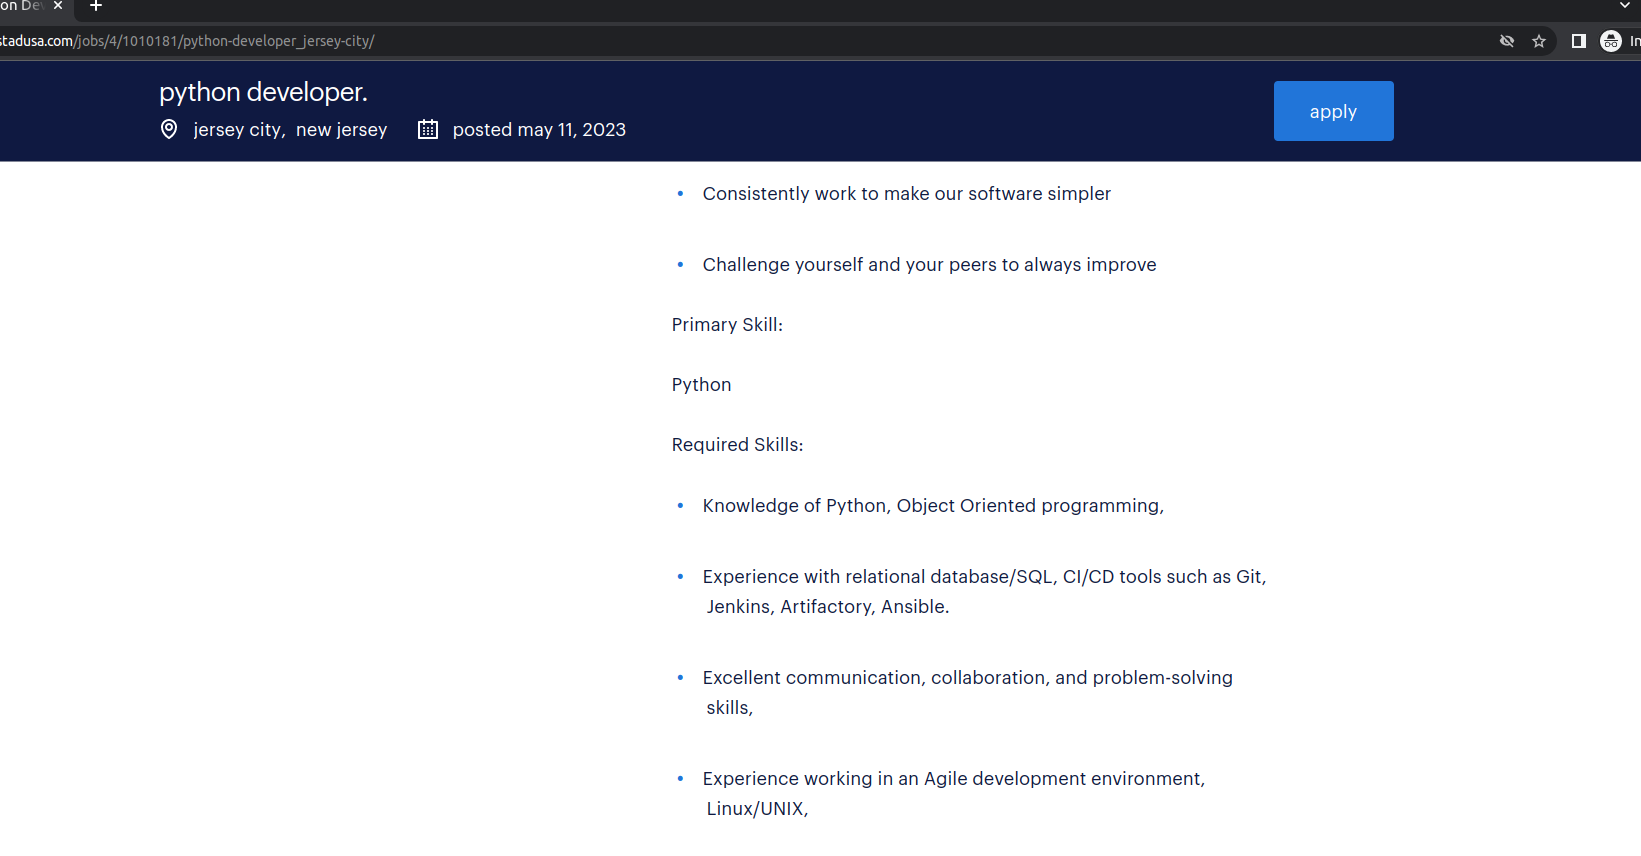 on Dev
stadusa.com/jobs/4/1010181/python-developer_jersey-city/
python developer.
jersey city, new jersey posted may 11, 2023
apply
• Consistently work to make our software simpler
• Challenge yourself and your peers to always improve
Primary Skill:
Python
Required Skills:
• Knowledge of Python, Object Oriented programming,
• Experience with relational database/SQL, CI/CD tools such as Git,
Jenkins, Artifactory, Ansible.
• Excellent communication, collaboration, and problem-solving
skills,
• Experience working in an Agile development environment,
Linux/UNIX,